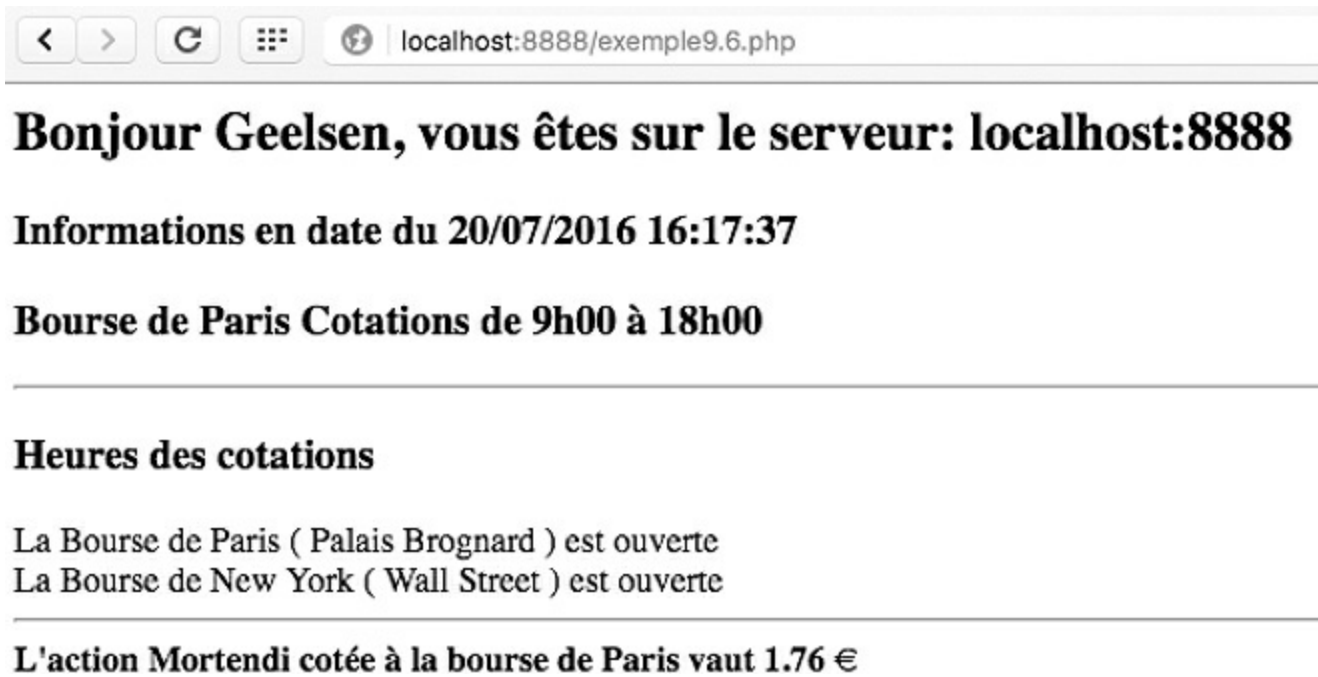 localhost:8888/exemple9.6.php
Bonjour Geelsen, vous êtes sur le serveur: localhost:8888
Informations en date du 20/07/2016 16:17:37
Bourse de Paris Cotations de 9h00 à 18h00
Heures des cotations
La Bourse de Paris ( Palais Brognard ) est ouverte
La Bourse de New York ( Wall Street ) est ouverte
L'action Mortendi cotée à la bourse de Paris vaut 1.76 €